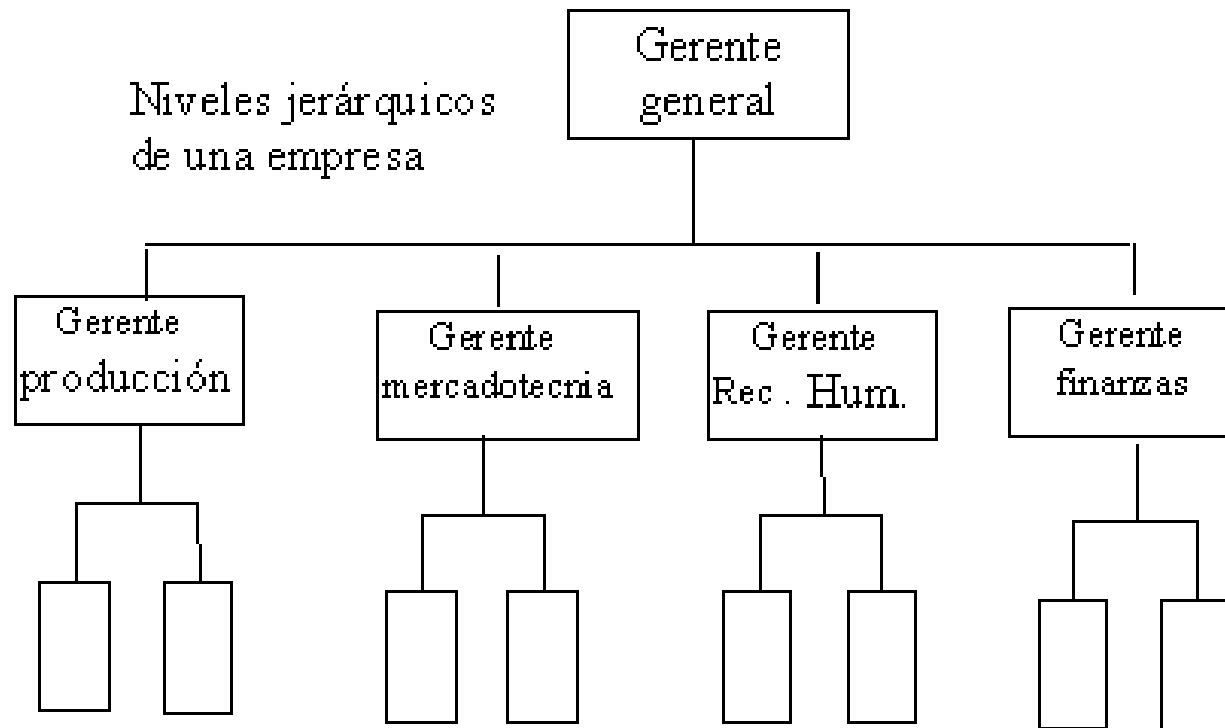 Gerente
general
Niveles jerárquicos
de una empresa
Gerente
producción
Gerente
mercadotecnia
Gerente
Rec . Hum.
Gerente
finanzas